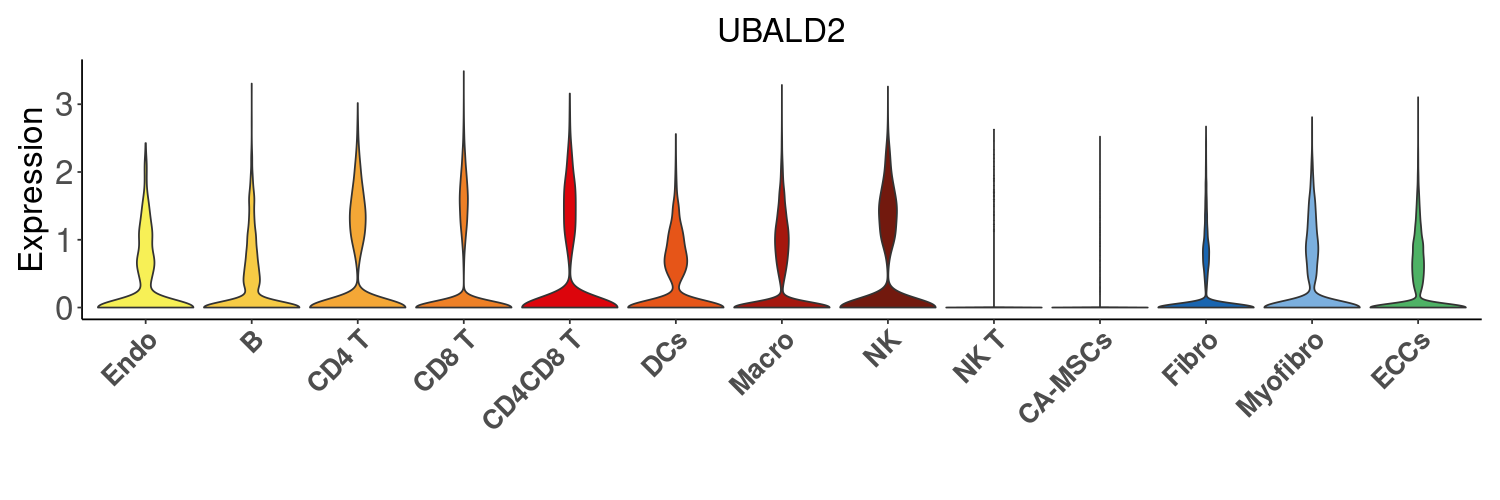 UBALD2
Expression
3
2
1
0
Endo
B
CD4 T
CD8 T
CD4CD8 T
DCs
Macro
NK
NK T
CA-MSCs
Fibro
Myofibro
ECCs